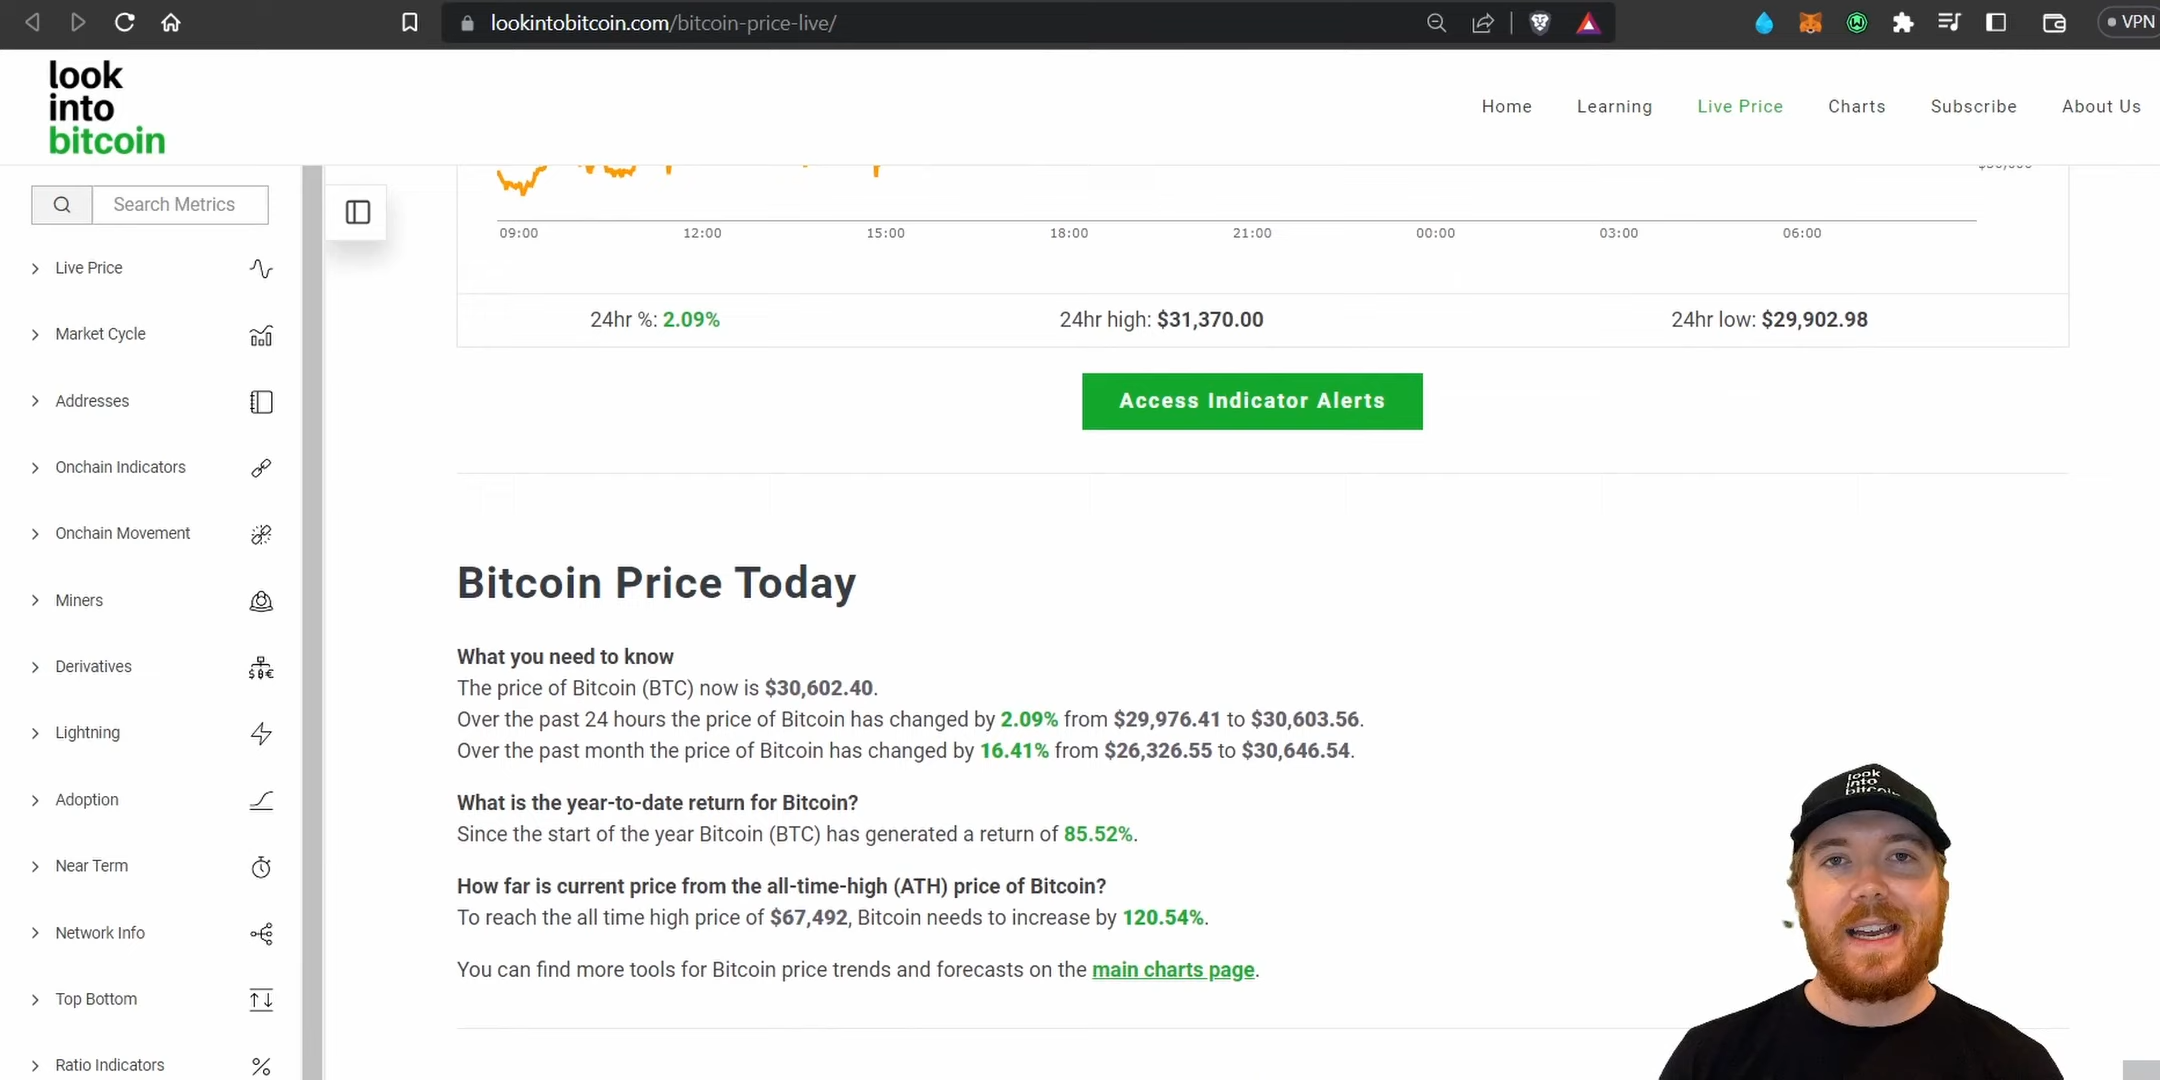 lookintobitcoin.com/bitcoin-price-live/
VPN
look
into
bitcoin
Home
Learning
Live Price
Charts
Subscribe
About Us
Search Metrics
Live Price
Market Cycle
Addresses
Onchain Indicators
Onchain Movement
Miners
Derivatives
Lightning
Adoption
Near Term
Network Info
Top Bottom
Ratio Indicators
09:00 12:00 15:00 18:00 21:00 00:00 03:00 06:00
24hr %: 2.09%
24hr high: $31,370.00
24hr low: $29,902.98
Access Indicator Alerts
Bitcoin Price Today
What you need to know
The price of Bitcoin (BTC) now is $30,602.40.
Over the past 24 hours the price of Bitcoin has changed by 2.09% from $29,976.41 to $30,603.56.
Over the past month the price of Bitcoin has changed by 16.41% from $26,326.55 to $30,646.54.
What is the year-to-date return for Bitcoin?
Since the start of the year Bitcoin (BTC) has generated a return of 85.52%.
How far is current price from the all-time-high (ATH) price of Bitcoin?
To reach the all time high price of $67,492, Bitcoin needs to increase by 120.54%.
You can find more tools for Bitcoin price trends and forecasts on the main charts page.
look
into
bitcoin